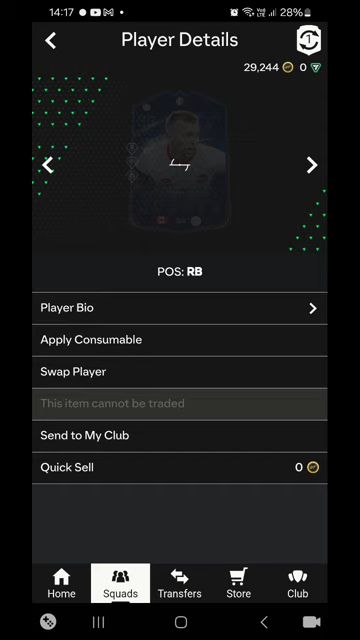 14:17
28%
Player Details
29,244 0
POS: RB
Player Bio
Apply Consumable
Swap Player
This item cannot be traded
Send to My Club
Quick Sell 0
Home Squads Transfers Store Club